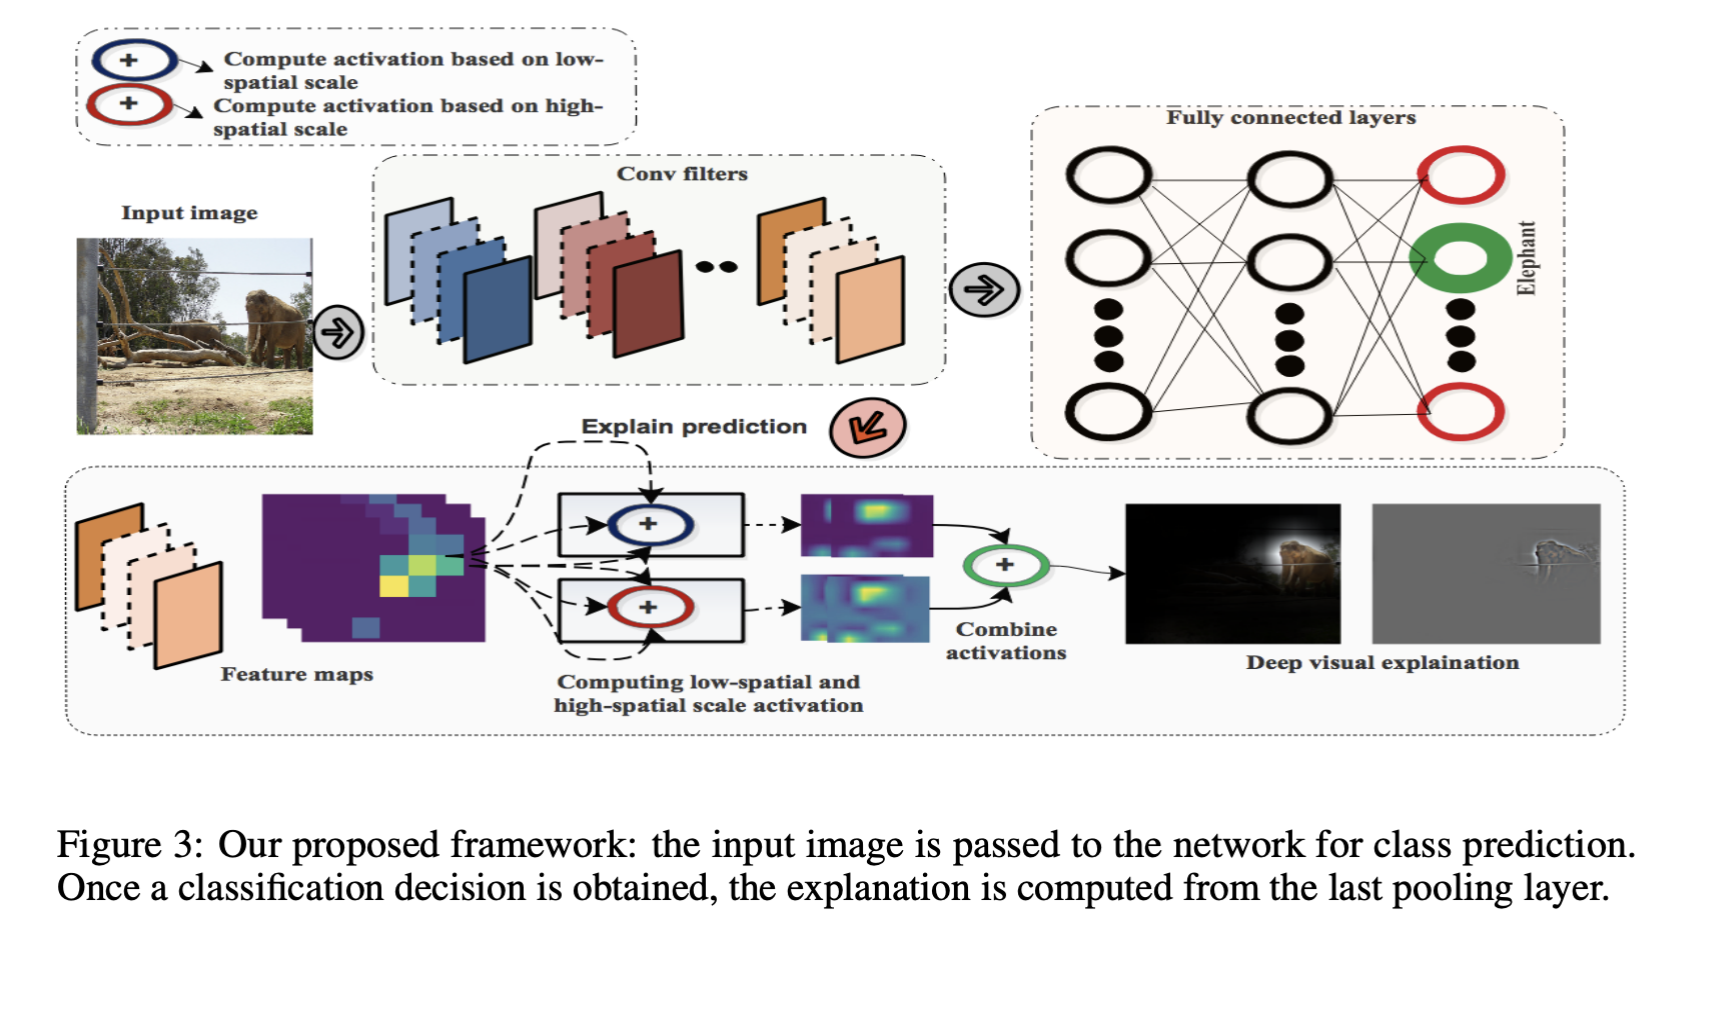 Compute activation based on low-
spatial scale
Compute activation based on high-
spatial scale
Input image
Conv filters
Fully connected layers
Elephant
Explain prediction
Feature maps
Computing low-spatial and
high-spatial scale activation
Combine
activations
Deep visual explaination
Figure 3: Our proposed framework: the input image is passed to the network for class prediction.
Once a classification decision is obtained, the explanation is computed from the last pooling layer.